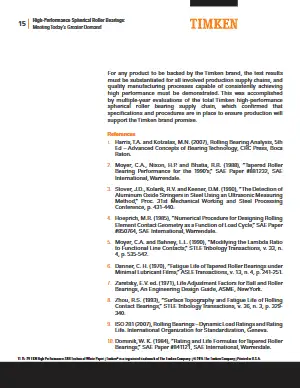 15 | High-Performance Spherical Roller Bearings:
Meeting Today's Greater Demand
TIMKEN
For any product to be backed by the Timken brand, the test results
must be substantiated for all involved production supply chains, and
quality manufacturing processes capable of consistently achieving
high performance must be demonstrated. This was accomplished
by multiple-year evaluations of the total Timken high-performance
spherical roller bearing supply chain, which confirmed that
specifications and procedures are in place to ensure production will
support the Timken brand promise.
References
1. Harris, T.A. and Kotzalas, M.N. (2007), Rolling Bearing Analysis, 5th
Ed – Advanced Concepts of Bearing Technology, CRC Press, Boca
Raton.
2. Moyer, C.A., Nixon, H.P. and Bhatia, R.R. (1988), "Tapered Roller
Bearing Performance for the 1990's," SAE Paper #881232, SAE
International, Warrendale.
3. Stover, J.D., Kolarik, R.V. and Keener, D.M. (1990), "The Detection of
Aluminum Oxide Stringers in Steel Using an Ultrasonic Measuring
Method," Proc. 31st Mechanical Working and Steel Processing
Conference, p. 431-440.
4. Hoeprich, M.R. (1985), "Numerical Procedure for Designing Rolling
Element Contact Geometry as a Function of Load Cycle," SAE Paper
#850764, SAE International, Warrendale.
5. Moyer, C.A. and Bahney, L.L. (1990), "Modifying the Lambda Ratio
to Functional Line Contacts," STLE Tribology Transactions, v. 33, n.
4, p. 535-542.
6. Danner, C. H. (1970), "Fatigue Life of Tapered Roller Bearings under
Minimal Lubricant Films," ASLE Transactions, v. 13, n. 4, p. 241-251.
7. Zaretsky, E.V. ed. (1971), Life Adjustment Factors for Ball and Roller
Bearings, An Engineering Design Guide, ASME, New York.
8. Zhou, R.S. (1993), "Surface Topography and Fatigue Life of Rolling
Contact Bearings," STLE Tribology Transactions, v. 36, n. 3, p. 329-
340.
9. ISO 281 (2007), Rolling Bearings – Dynamic Load Ratings and Rating
Life. International Organization for Standardization, Geneva.
10. Dominik, W. K. (1984), "Rating and Life Formulas for Tapered Roller
Bearings," SAE Paper #841121, SAE International, Warrendale.